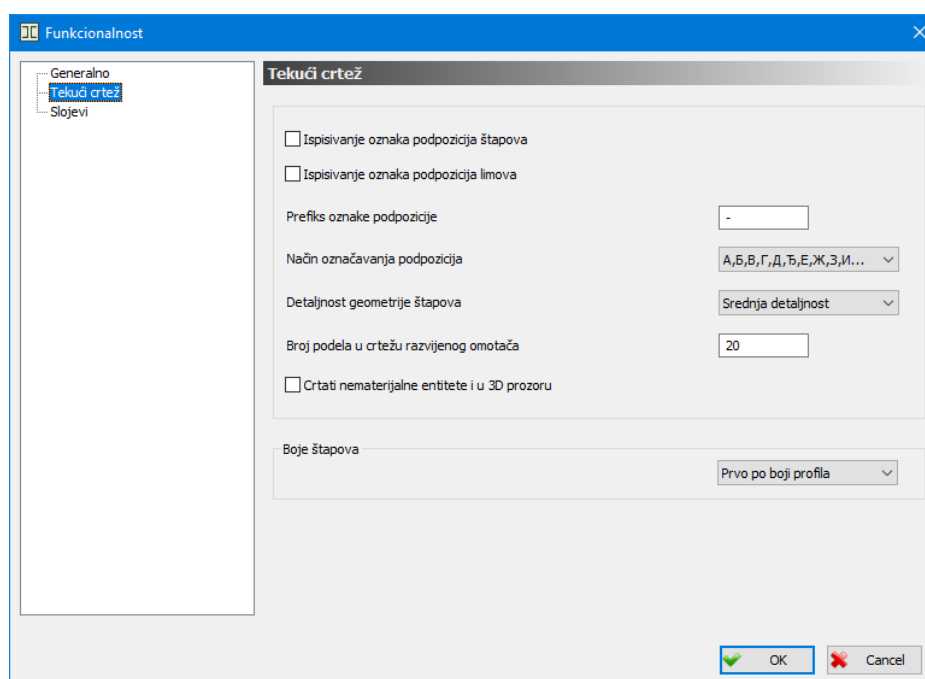 Funkcionalnost
Generalno
Tekući crtež
Slojevi
Tekući crtež
Ispisivanje oznaka podpozicija štapova
Ispisivanje oznaka podpozicija limova
Prefiks oznake podpozicije
-
Način označavanja podpozicija
А,Б,В,Г,Д,Ђ,Е,Ж,З,И...
Detaljnost geometrije štapova
Srednja detaljnost
Broj podela u crtežu razvijenog omotača
20
Crtati nematerijalne entitete i u 3D prozoru
Boje štapova
Prvo po boji profila
OK
Cancel